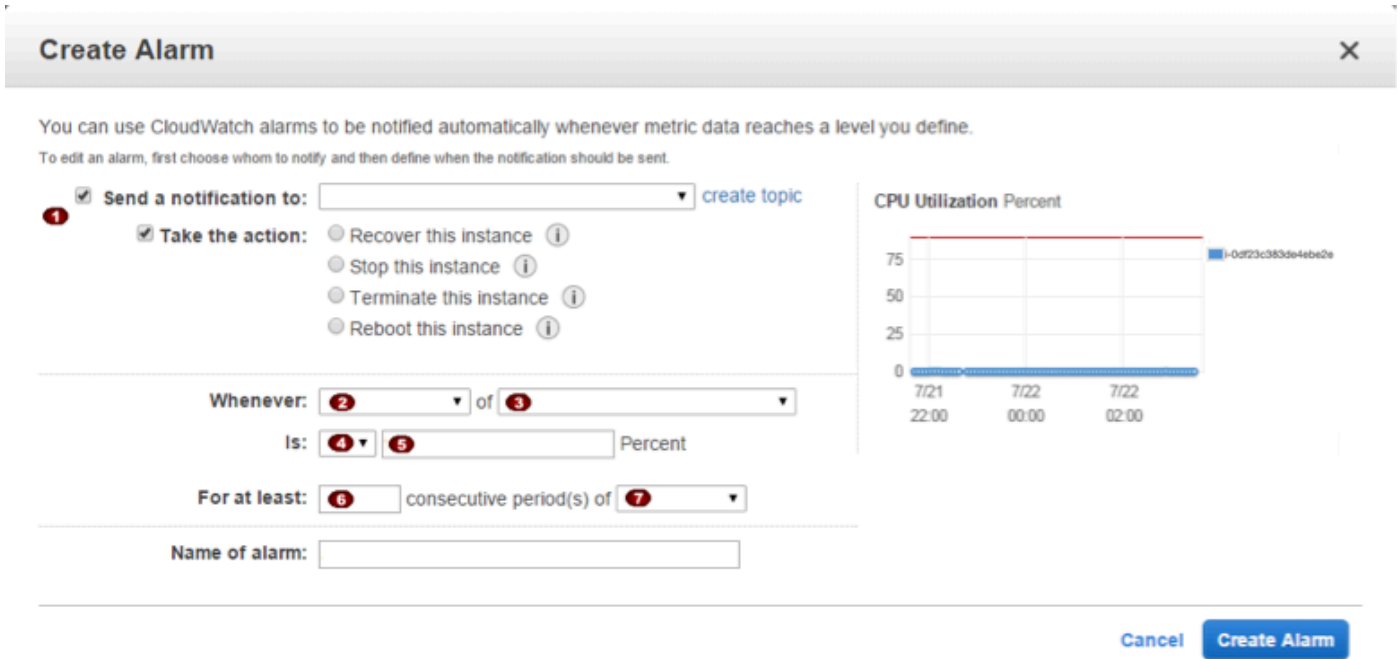 Create Alarm
×
You can use CloudWatch alarms to be notified automatically whenever metric data reaches a level you define.
To edit an alarm, first choose whom to notify and then define when the notification should be sent.
1
Send a notification to: create topic
Take the action: Recover this instance i
Stop this instance i
Terminate this instance i
Reboot this instance i
Whenever: 2 of 3
Is: 4 5 Percent
For at least: 6 consecutive period(s) of 7
Name of alarm:
CPU Utilization Percent
75
50
25
0
7/21 7/22 7/22
22:00 00:00 02:00
i-0df23c383de4ebe2e
Cancel Create Alarm